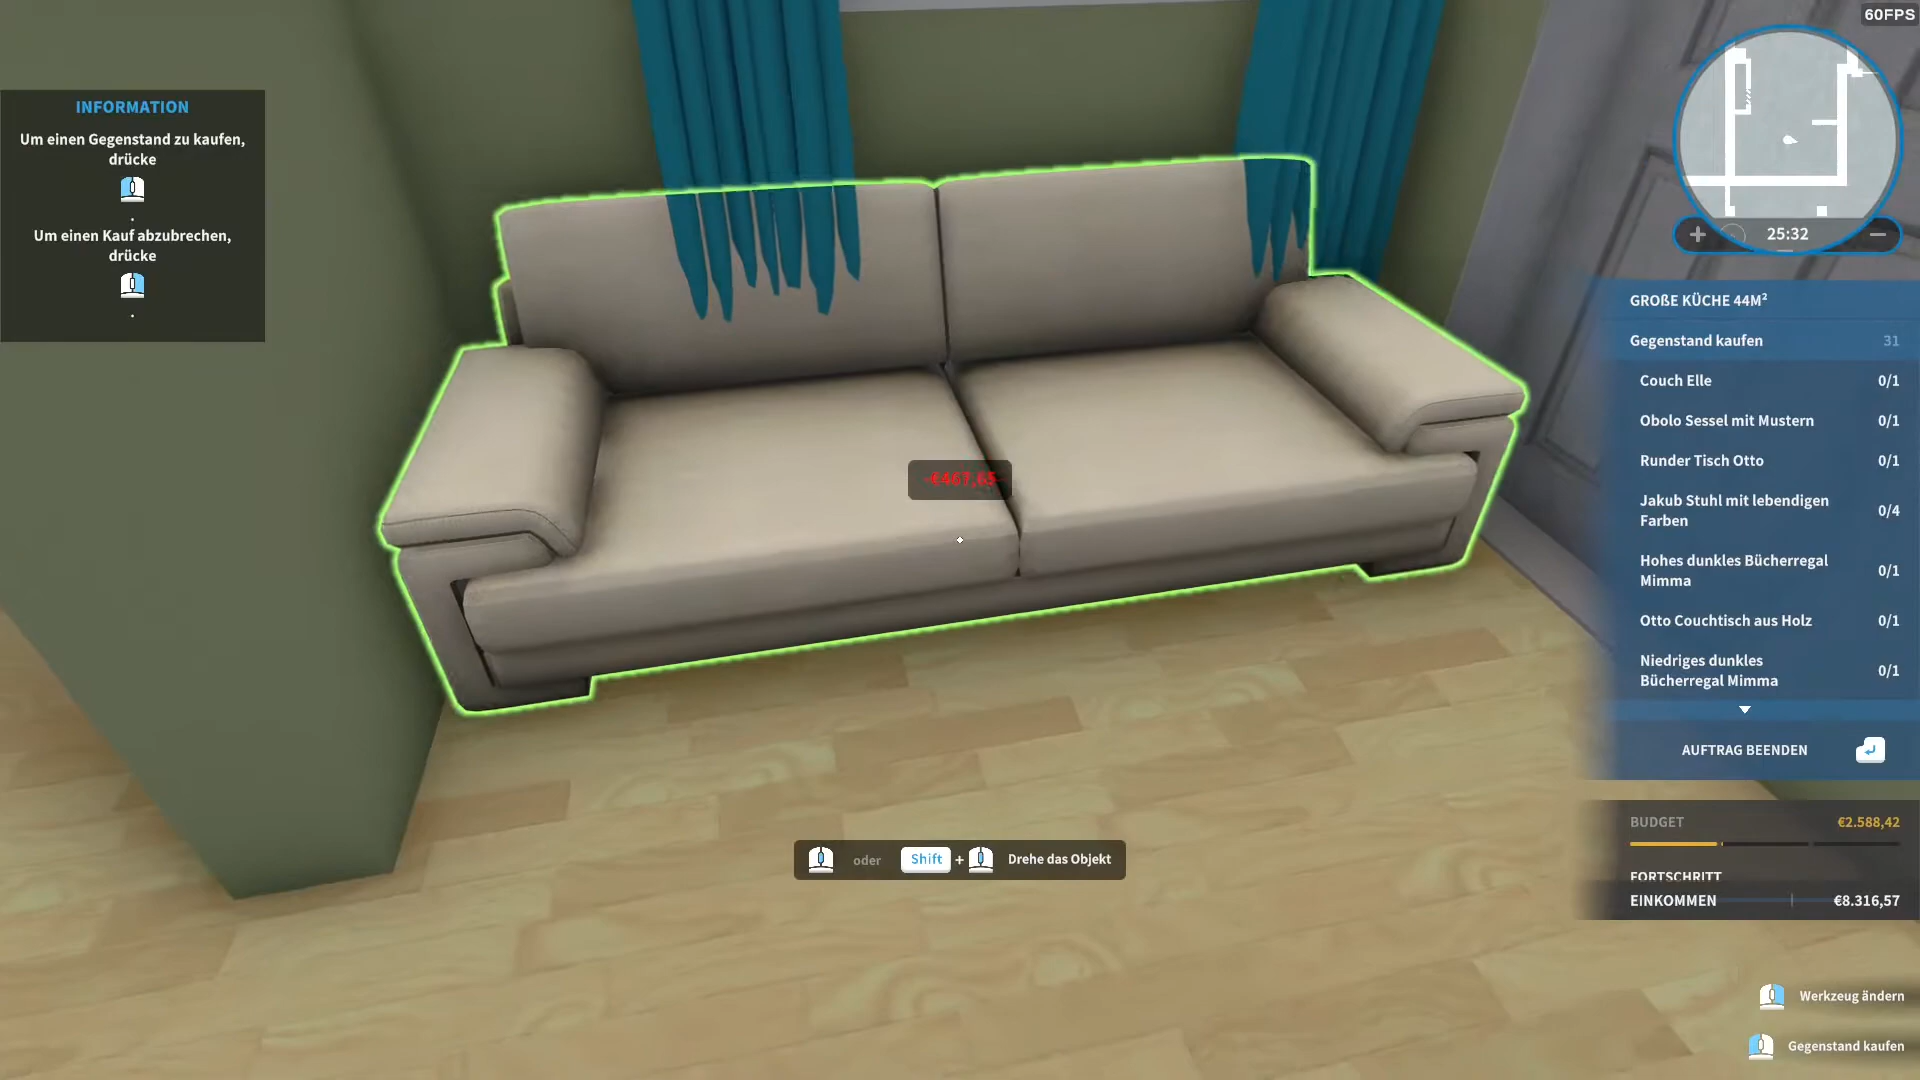 60FPS
INFORMATION
Um einen Gegenstand zu kaufen,
drücke
.
Um einen Kauf abzubrechen,
drücke
.
25:32
GROßE KÜCHE 44M²
Gegenstand kaufen 31
Couch Elle 0/1
Obolo Sessel mit Mustern 0/1
Runder Tisch Otto 0/1
Jakub Stuhl mit lebendigen
Farben 0/4
Hohes dunkles Bücherregal
Mimma 0/1
Otto Couchtisch aus Holz 0/1
Niedriges dunkles
Bücherregal Mimma 0/1
AUFTRAG BEENDEN
-€467,65
oder Shift + Drehe das Objekt
BUDGET €2.588,42
FORTSCHRITT
EINKOMMEN €8.316,57
Werkzeug ändern
Gegenstand kaufen